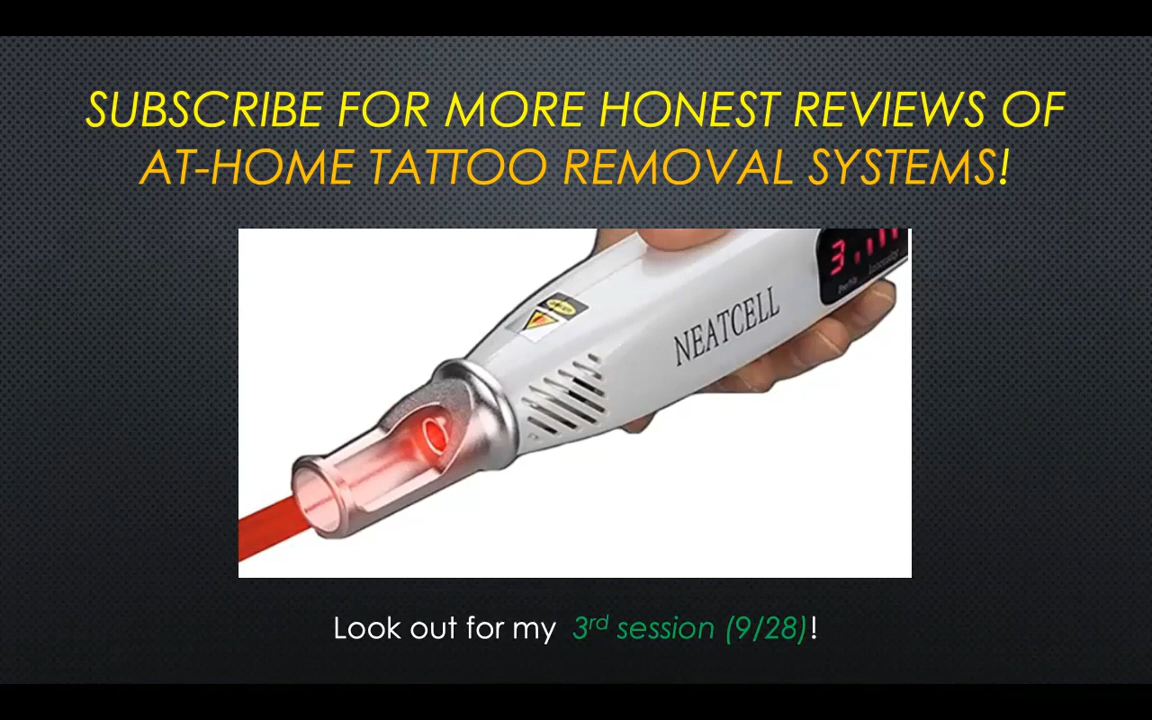 SUBSCRIBE FOR MORE HONEST REVIEWS OF
AT-HOME TATTOO REMOVAL SYSTEMS!
NEATCELL
Look out for my 3rd session (9/28)!